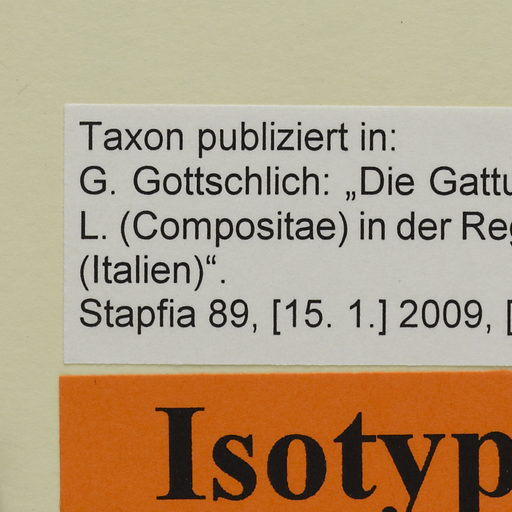 Taxon publiziert in:
G. Gottschlich: „Die Gattu
L. (Compositae) in der Reg
(Italien)“.
Stapfia 89, [15. 1.] 2009, [
Isotyp